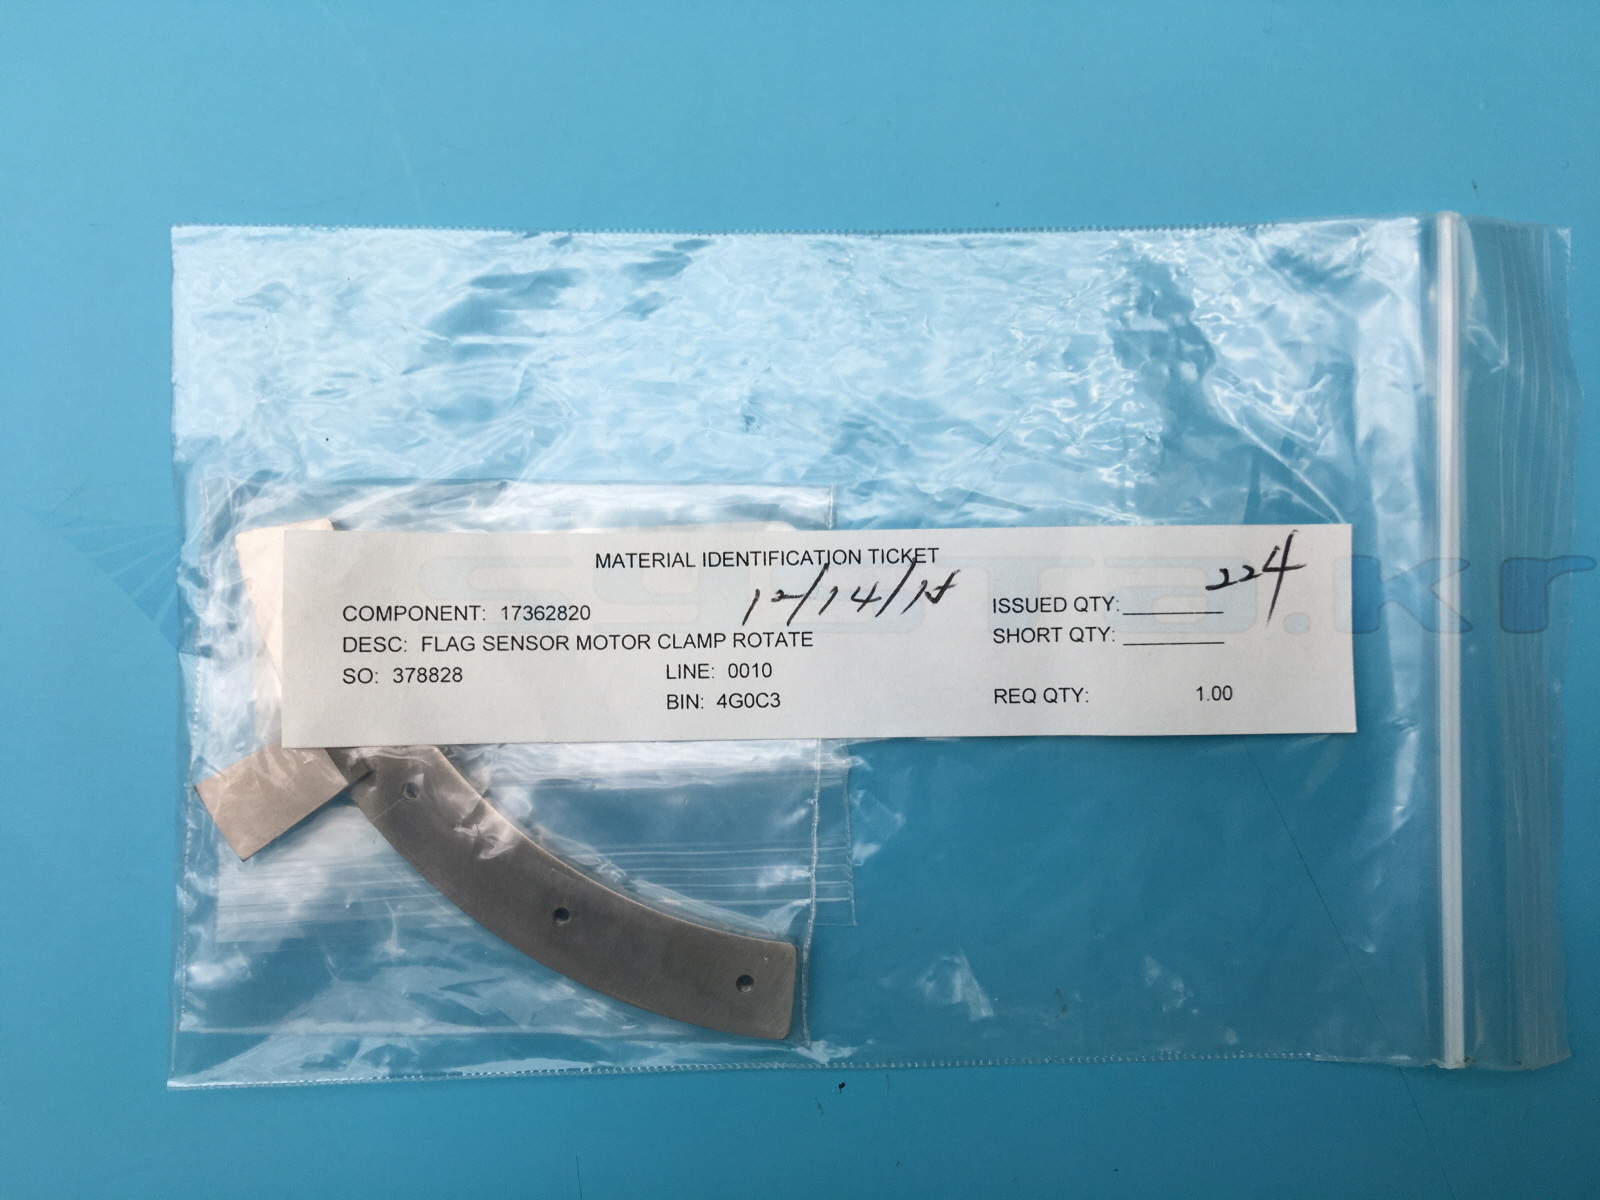 MATERIAL IDENTIFICATION TICKET
12/14/18
224
COMPONENT: 17362820
ISSUED QTY:
DESC: FLAG SENSOR MOTOR CLAMP ROTATE
SHORT QTY:
SO: 378828
LINE: 0010
BIN: 4G0C3
REQ QTY: 1.00
.kr